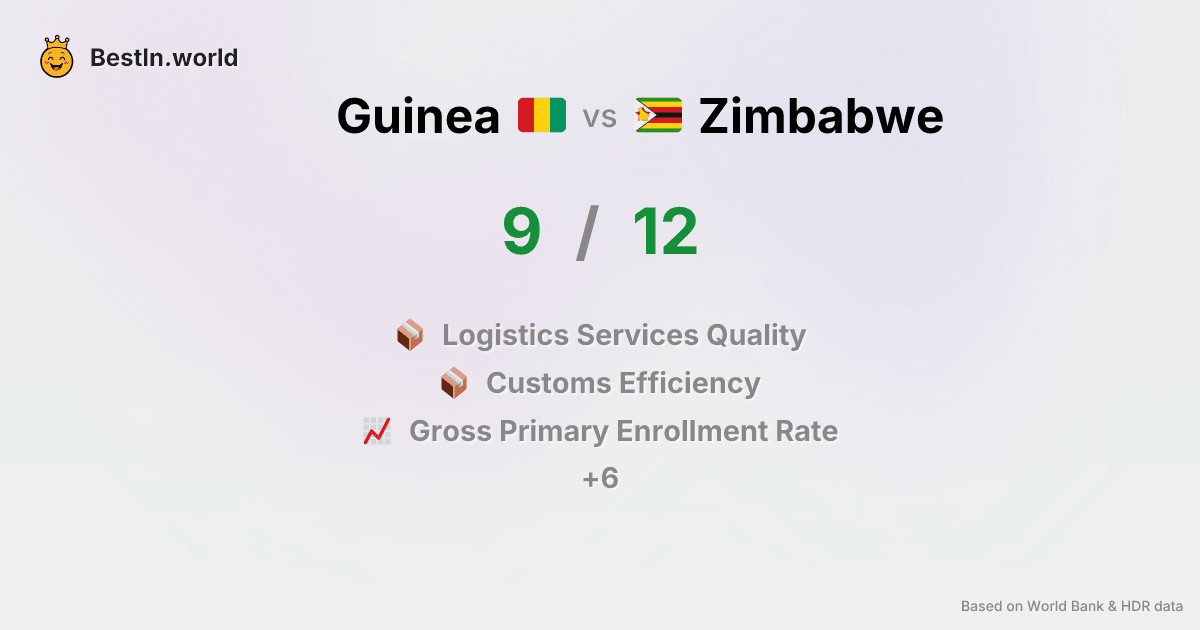 BestIn.world
Guinea vs Zimbabwe
9 / 12
Logistics Services Quality
Customs Efficiency
Gross Primary Enrollment Rate
+6
Based on World Bank & HDR data